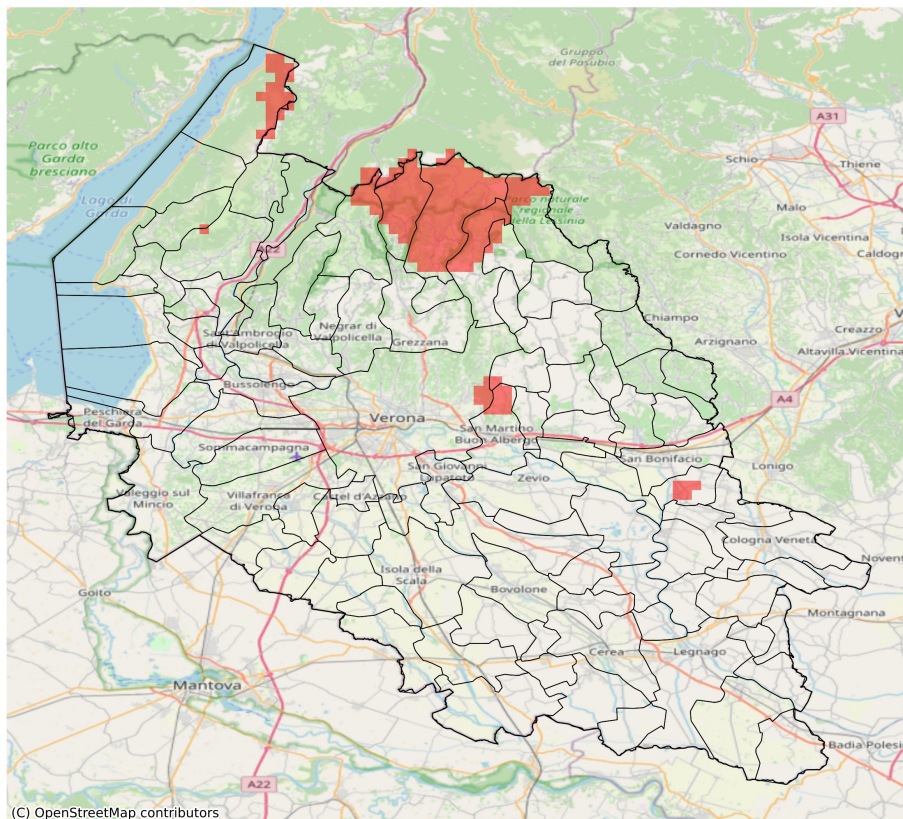 Gruppo
del Pasubio
A31
Schio
Thiene
Parco alto
Garda
bresciano
Lago di
Garda
Parco naturale
regionale
della Lessinia
Malo
Valdagno
Isola Vicentina
Cornedo Vicentino
Caldogn
A22
Chiampo
Negrar di
Valpolicella
Sant'Ambrogio
di Valpolicella
Grezzana
Arzignano
Creazzo
Altavilla Vicentina
Bussolengo
A4
Peschiera
del Garda
Verona
San Martino
Buon Albergo
Sommacampagna
San Bonifacio
San Giovanni
Lupatoto
Zevio
Lonigo
Valeggio sul
Mincio
Villafranca
di Verona
Castel d'Azzano
Cologna Veneta
Novent
Isola della
Scala
Goito
Bovolone
Montagnana
Cerea
Legnago
Mantova
Badia Polesi
A22
(C) OpenStreetMap contributors